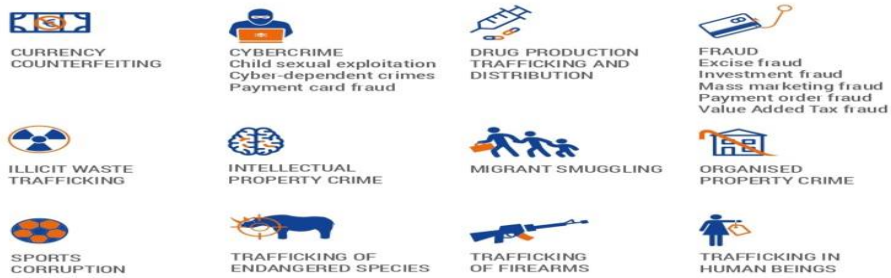 CURRENCY
COUNTERFEITING
CYBERCRIME
Child sexual exploitation
Cyber-dependent crimes
Payment card fraud
DRUG PRODUCTION
TRAFFICKING AND
DISTRIBUTION
FRAUD
Excise fraud
Investment fraud
Mass marketing fraud
Payment order fraud
Value Added Tax fraud
ILLICIT WASTE
TRAFFICKING
INTELLECTUAL
PROPERTY CRIME
MIGRANT SMUGGLING
ORGANISED
PROPERTY CRIME
SPORTS
CORRUPTION
TRAFFICKING OF
ENDANGERED SPECIES
TRAFFICKING
OF FIREARMS
TRAFFICKING IN
HUMAN BEINGS